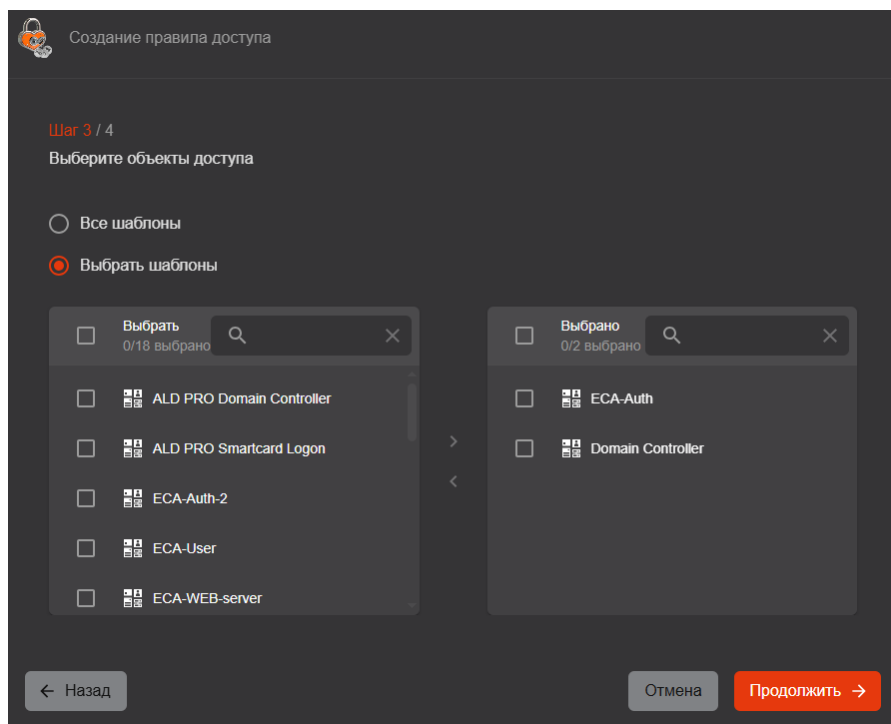 Создание правила доступа
Шаг 3 / 4
Выберите объекты доступа
Все шаблоны
Выбрать шаблоны
Выбрать
0/18 выбрано
ALD PRO Domain Controller
ALD PRO Smartcard Logon
ECA-Auth-2
ECA-User
ECA-WEB-server
Выбрано
0/2 выбрано
ECA-Auth
Domain Controller
Назад
Отмена
Продолжить